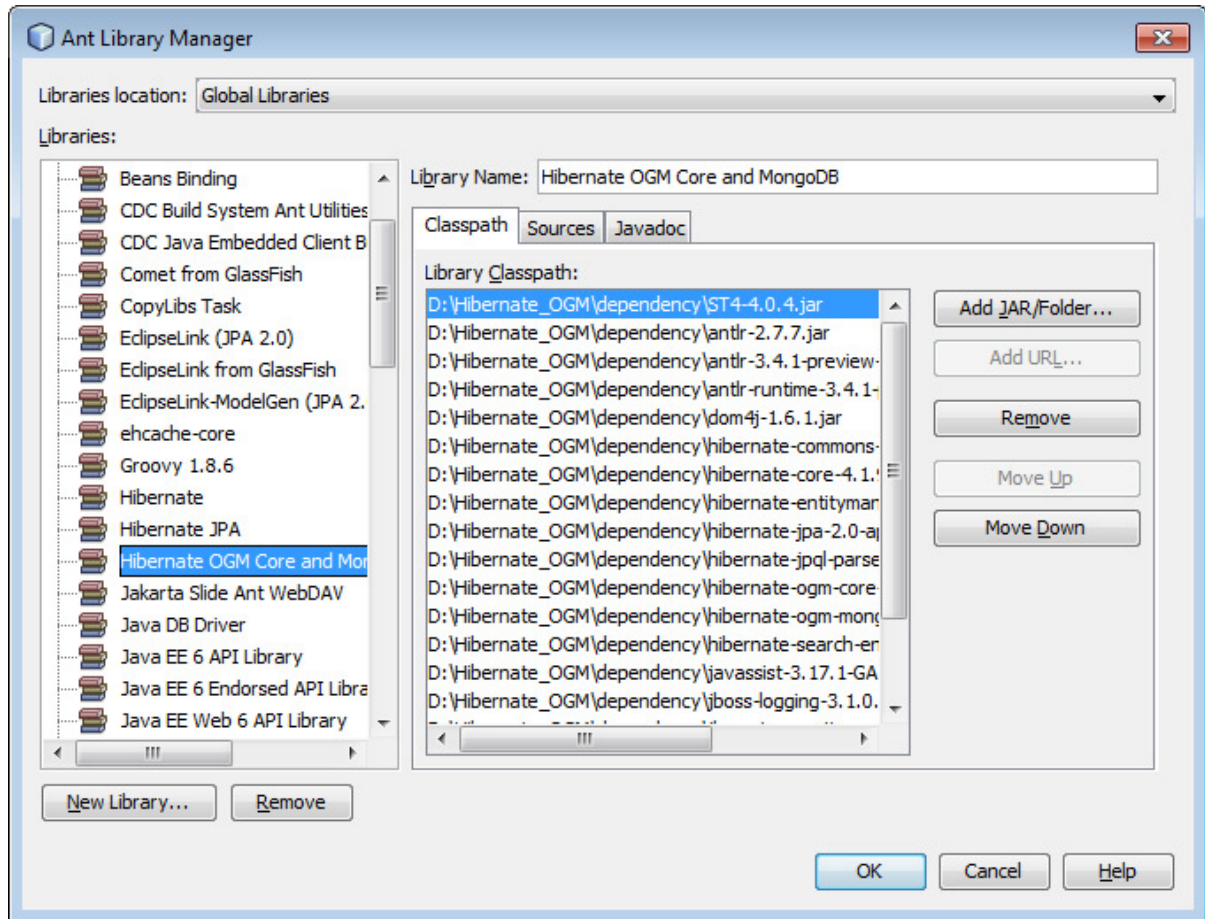 Ant Library Manager
Libraries location: Global Libraries
Libraries:
Beans Binding
CDC Build System Ant Utilities
CDC Java Embedded Client B
Comet from GlassFish
CopyLibs Task
EclipseLink (JPA 2.0)
EclipseLink from GlassFish
EclipseLink-ModelGen (JPA 2.
ehcache-core
Groovy 1.8.6
Hibernate
Hibernate JPA
Hibernate OGM Core and Mon
Jakarta Slide Ant WebDAV
Java DB Driver
Java EE 6 API Library
Java EE 6 Endorsed API Libra
Java EE Web 6 API Library
New Library... Remove
Library Name: Hibernate OGM Core and MongoDB
Classpath Sources Javadoc
Library Classpath:
D:\Hibernate_OGM\dependency\ST4-4.0.4.jar
D:\Hibernate_OGM\dependency\antlr-2.7.7.jar
D:\Hibernate_OGM\dependency\antlr-3.4.1-preview-
D:\Hibernate_OGM\dependency\antlr-runtime-3.4.1-
D:\Hibernate_OGM\dependency\dom4j-1.6.1.jar
D:\Hibernate_OGM\dependency\hibernate-commons-
D:\Hibernate_OGM\dependency\hibernate-core-4.1.
D:\Hibernate_OGM\dependency\hibernate-entityman
D:\Hibernate_OGM\dependency\hibernate-jpa-2.0-a
D:\Hibernate_OGM\dependency\hibernate-jpql-parse
D:\Hibernate_OGM\dependency\hibernate-ogm-core-
D:\Hibernate_OGM\dependency\hibernate-ogm-mong
D:\Hibernate_OGM\dependency\hibernate-search-en
D:\Hibernate_OGM\dependency\javassist-3.17.1-GA
D:\Hibernate_OGM\dependency\jboss-logging-3.1.0.
Add JAR/Folder...
Add URL...
Remove
Move Up
Move Down
OK Cancel Help